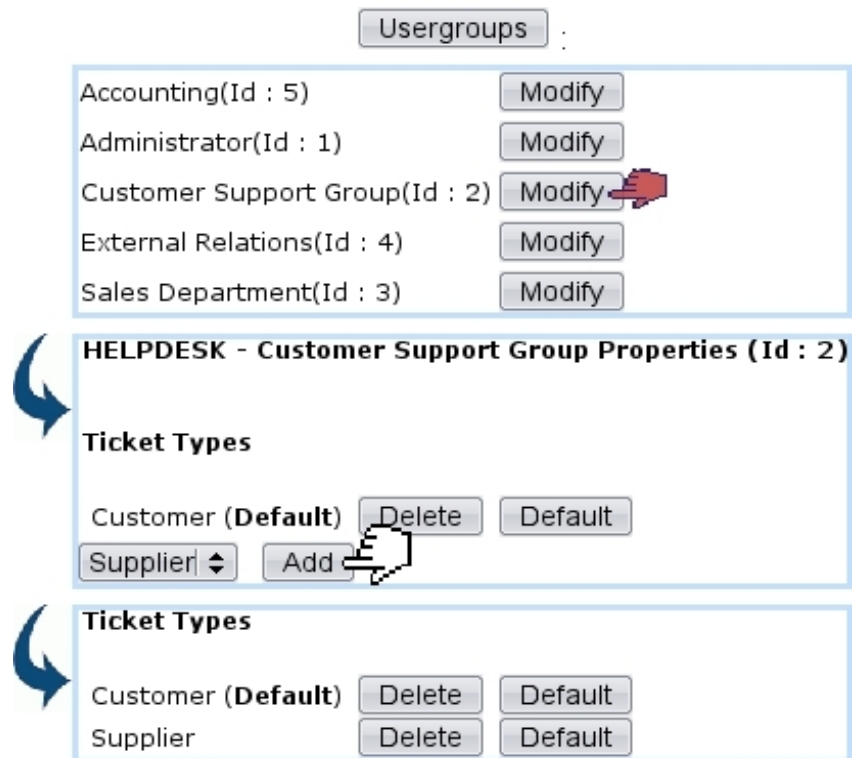 Usergroups :
Accounting(Id : 5) Modify
Administrator(Id : 1) Modify
Customer Support Group(Id : 2) Modify
External Relations(Id : 4) Modify
Sales Department(Id : 3) Modify
HELPDESK - Customer Support Group Properties (Id : 2)
Ticket Types
Customer (Default) Delete Default
Supplier Add
Ticket Types
Customer (Default) Delete Default
Supplier Delete Default